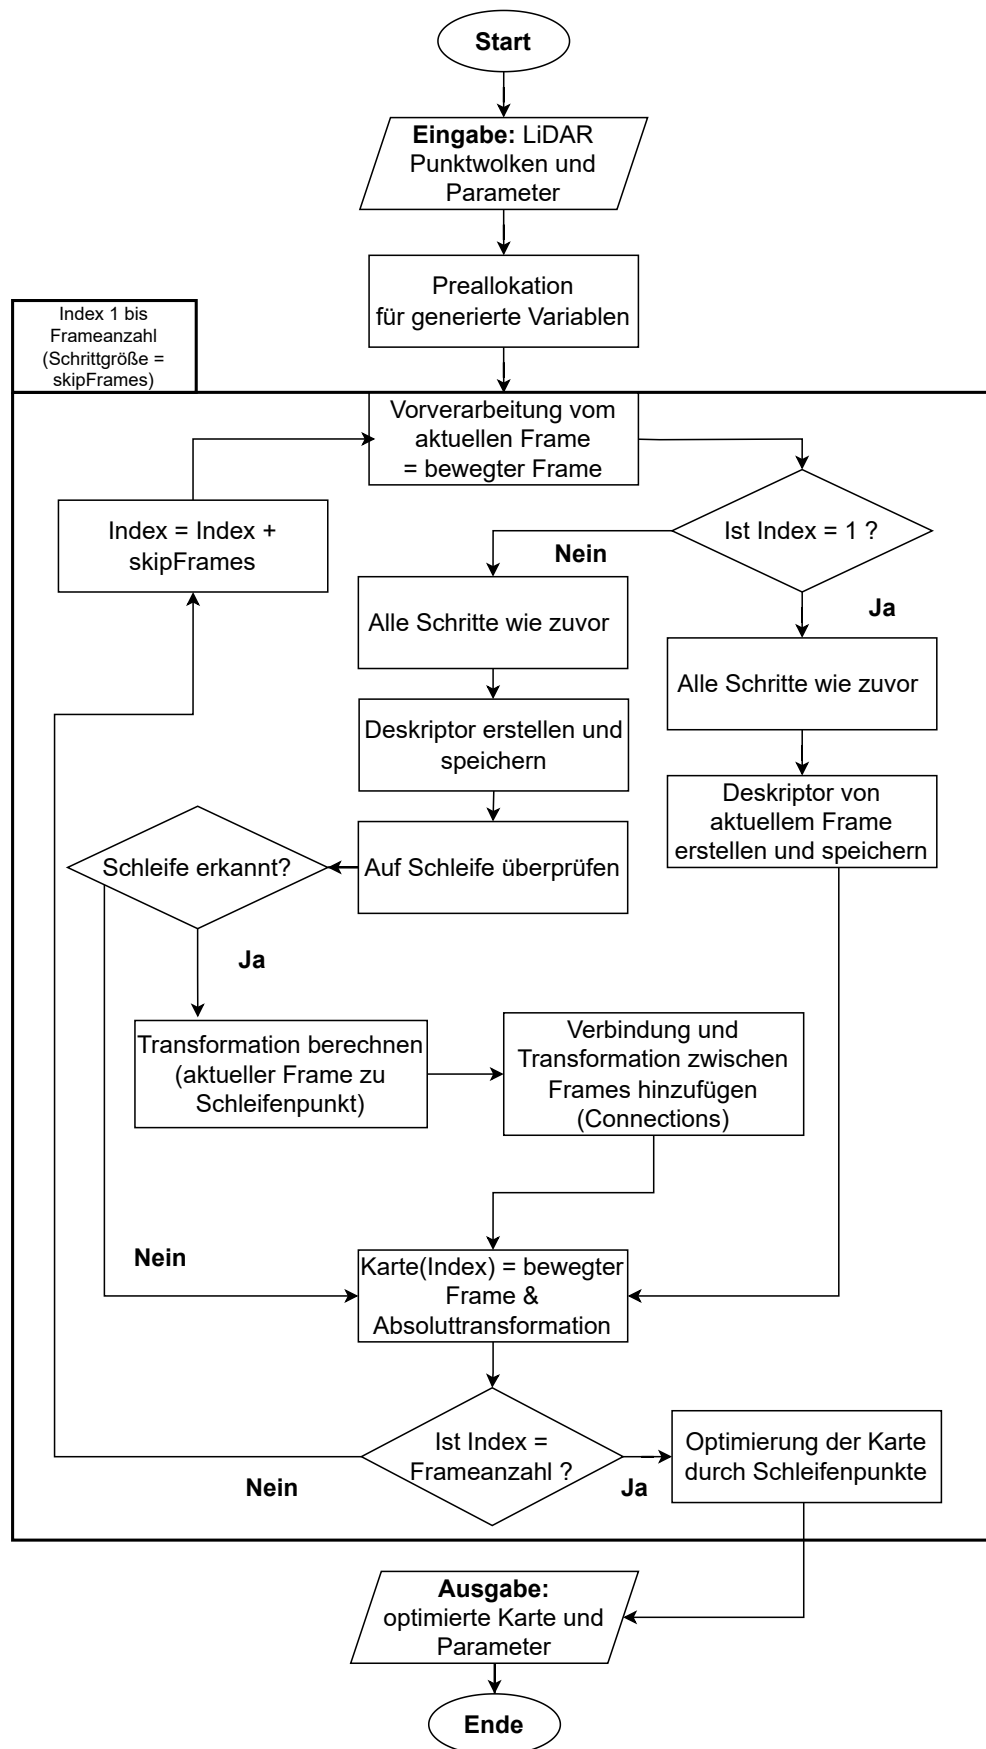 Start
Eingabe: LiDAR
Punktwolken und
Parameter
Preallokation
für generierte Variablen
Index 1 bis
Frameanzahl
(Schrittgröße =
skipFrames)
Vorverarbeitung vom
aktuellen Frame
= bewegter Frame
Index = Index +
skipFrames
Ist Index = 1 ?
Nein
Ja
Alle Schritte wie zuvor
Alle Schritte wie zuvor
Deskriptor erstellen und
speichern
Deskriptor von
aktuellem Frame
erstellen und speichern
Schleife erkannt?
Auf Schleife überprüfen
Ja
Transformation berechnen
(aktueller Frame zu
Schleifenpunkt)
Verbindung und
Transformation zwischen
Frames hinzufügen
(Connections)
Nein
Karte(Index) = bewegter
Frame &
Absoluttransformation
Ist Index =
Frameanzahl ?
Nein
Ja
Optimierung der Karte
durch Schleifenpunkte
Ausgabe:
optimierte Karte und
Parameter
Ende